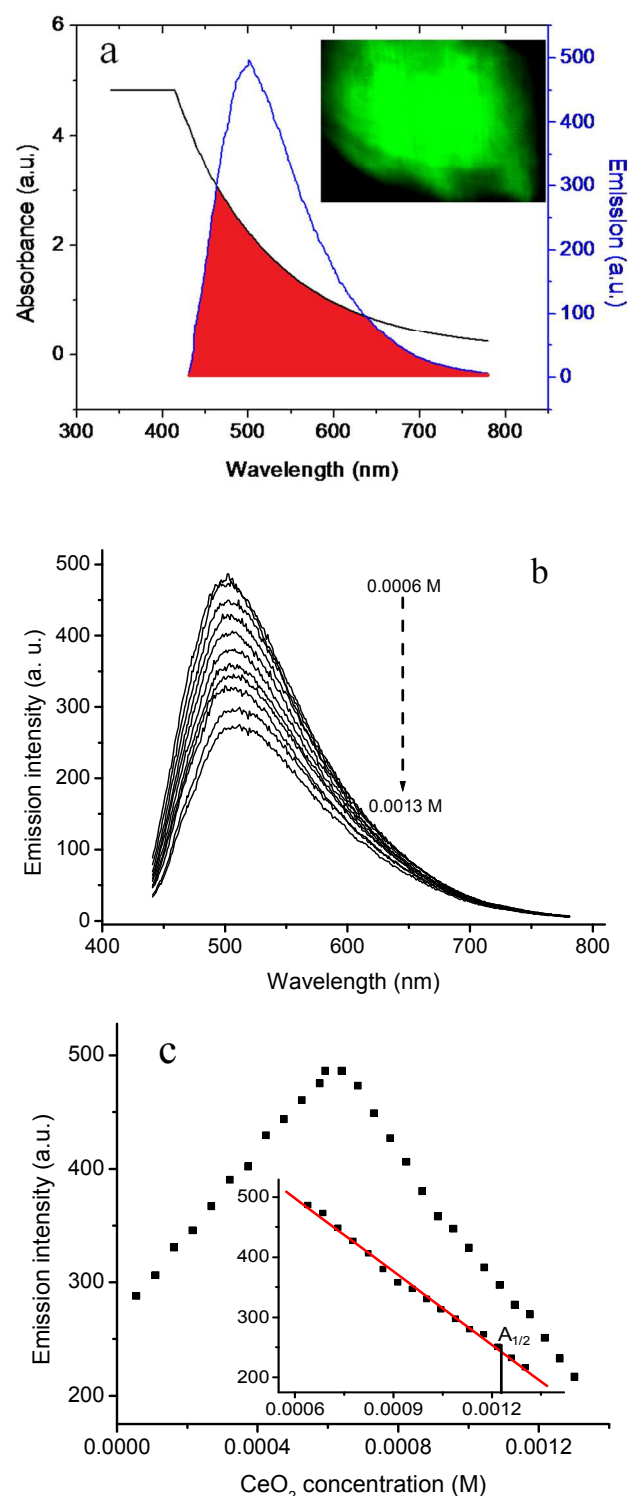 a
6
4
2
0
Absorbance (a.u.)
500
400
300
200
100
0
Emission (a.u.)
300 400 500 600 700 800
Wavelength (nm)
b
500
400
300
200
100
0
Emission intensity (a. u.)
0.0006 M
0.0013 M
400 500 600 700 800
Wavelength (nm)
c
500
400
300
200
Emission intensity (a.u.)
500
400
300
200
A1/2
0.0006 0.0009 0.0012
0.0000 0.0004 0.0008 0.0012
CeO2 concentration (M)